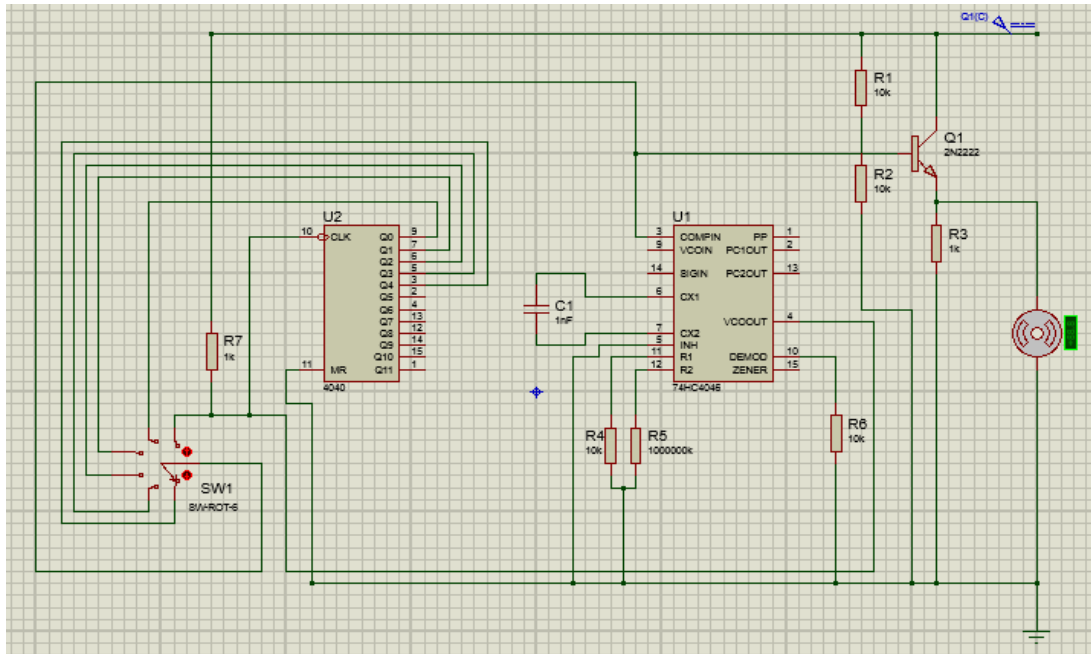 Q1(C)
R1
10k
Q1
2N2222
R2
10k
U2
10
CLK
Q0
9
Q1
7
Q2
6
Q3
5
Q4
3
Q5
2
Q6
4
Q7
13
Q8
12
Q9
14
Q10
15
Q11
1
11
MR
4040
U1
3
COMPIN
PP
1
9
VCOIN
PC1OUT
2
14
SIGIN
PC2OUT
13
6
CX1
7
CX2
VCOOUT
4
5
INH
11
R1
DEMOD
10
12
R2
ZENER
15
74HC4046
R3
1k
C1
1nF
R7
1k
R4
10k
R5
1000000k
R6
10k
SW1
SW-ROT-6